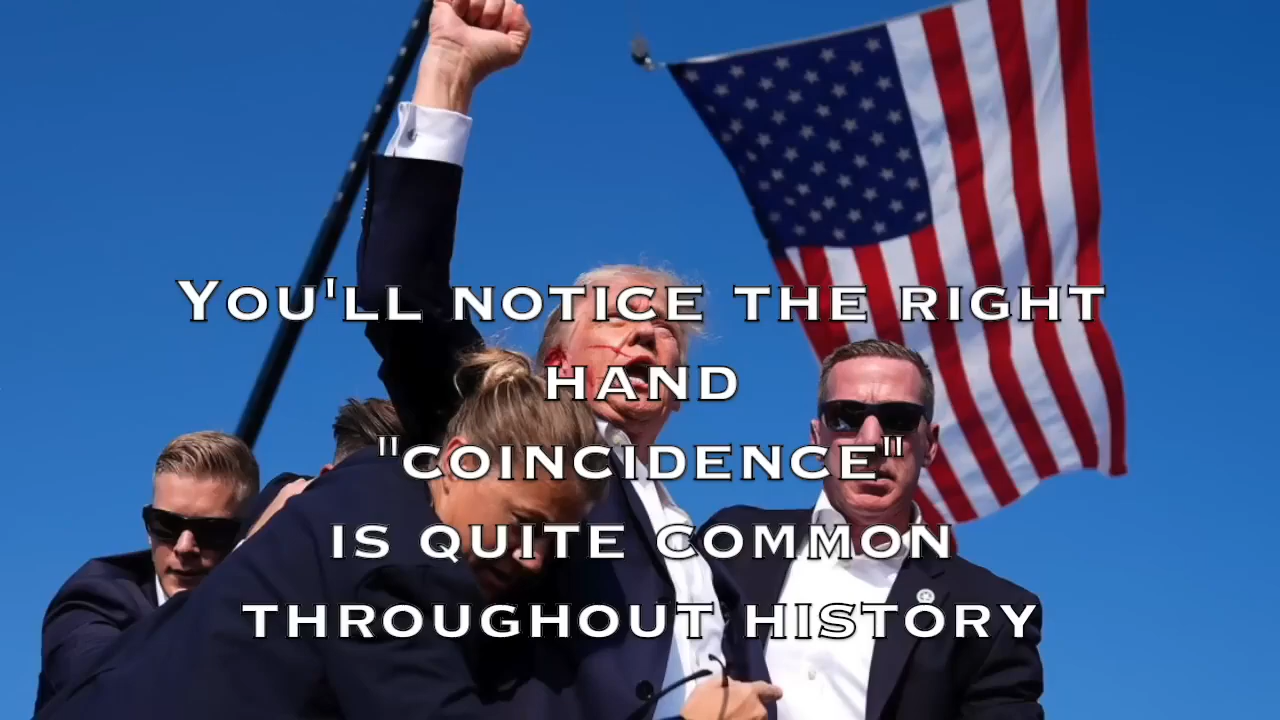 You'll notice the right
hand
"coincidence"
is quite common
throughout history